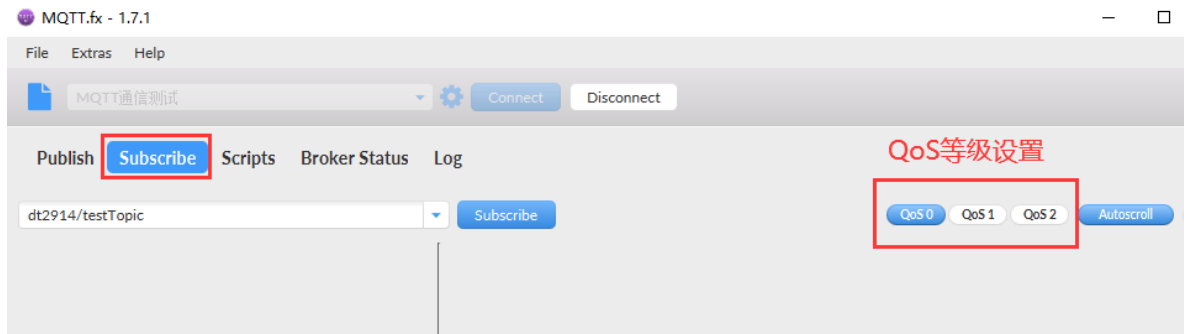 MQTT.fx - 1.7.1
File Extras Help
MQTT通信测试 Connect Disconnect
Publish Subscribe Scripts Broker Status Log
QoS等级设置
dt2914/testTopic Subscribe QoS 0 QoS 1 QoS 2 Autoscroll